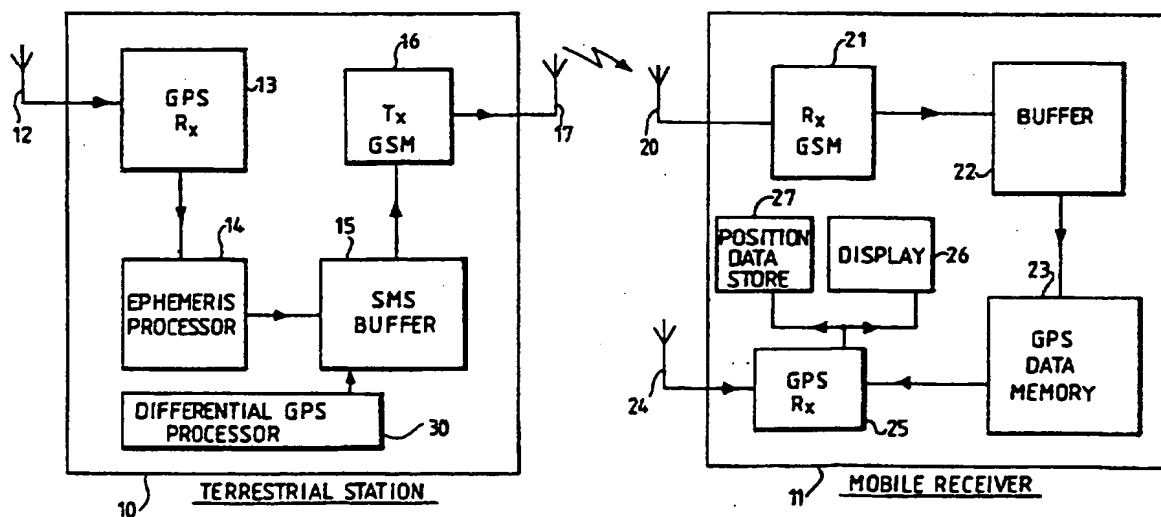 12
GPS
Rx
13
14
EPHEMERIS
PROCESSOR
15
SMS
BUFFER
16
Tx
GSM
17
DIFFERENTIAL GPS
PROCESSOR
30
10
TERRESTRIAL STATION
20
21
Rx
GSM
BUFFER
22
27
POSITION
DATA
STORE
DISPLAY
26
23
GPS
DATA
MEMORY
24
GPS
Rx
25
11
MOBILE RECEIVER